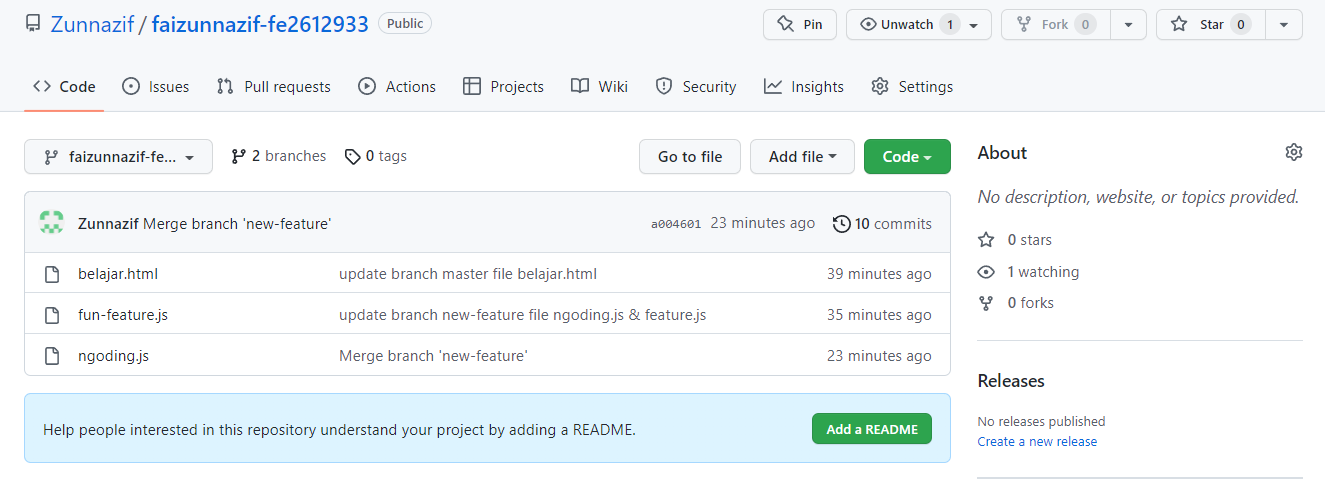 Zunnazif / faizunnazif-fe2612933 Public
Pin Unwatch 1 Fork 0 Star 0
Code Issues Pull requests Actions Projects Wiki Security Insights Settings
faizunnazif-fe... 2 branches 0 tags Go to file Add file Code
Zunnazif Merge branch 'new-feature' a004601 23 minutes ago 10 commits
belajar.html update branch master file belajar.html 39 minutes ago
fun-feature.js update branch new-feature file ngoding.js & feature.js 35 minutes ago
ngoding.js Merge branch 'new-feature' 23 minutes ago
Help people interested in this repository understand your project by adding a README. Add a README
About
No description, website, or topics provided.
0 stars
1 watching
0 forks
Releases
No releases published
Create a new release